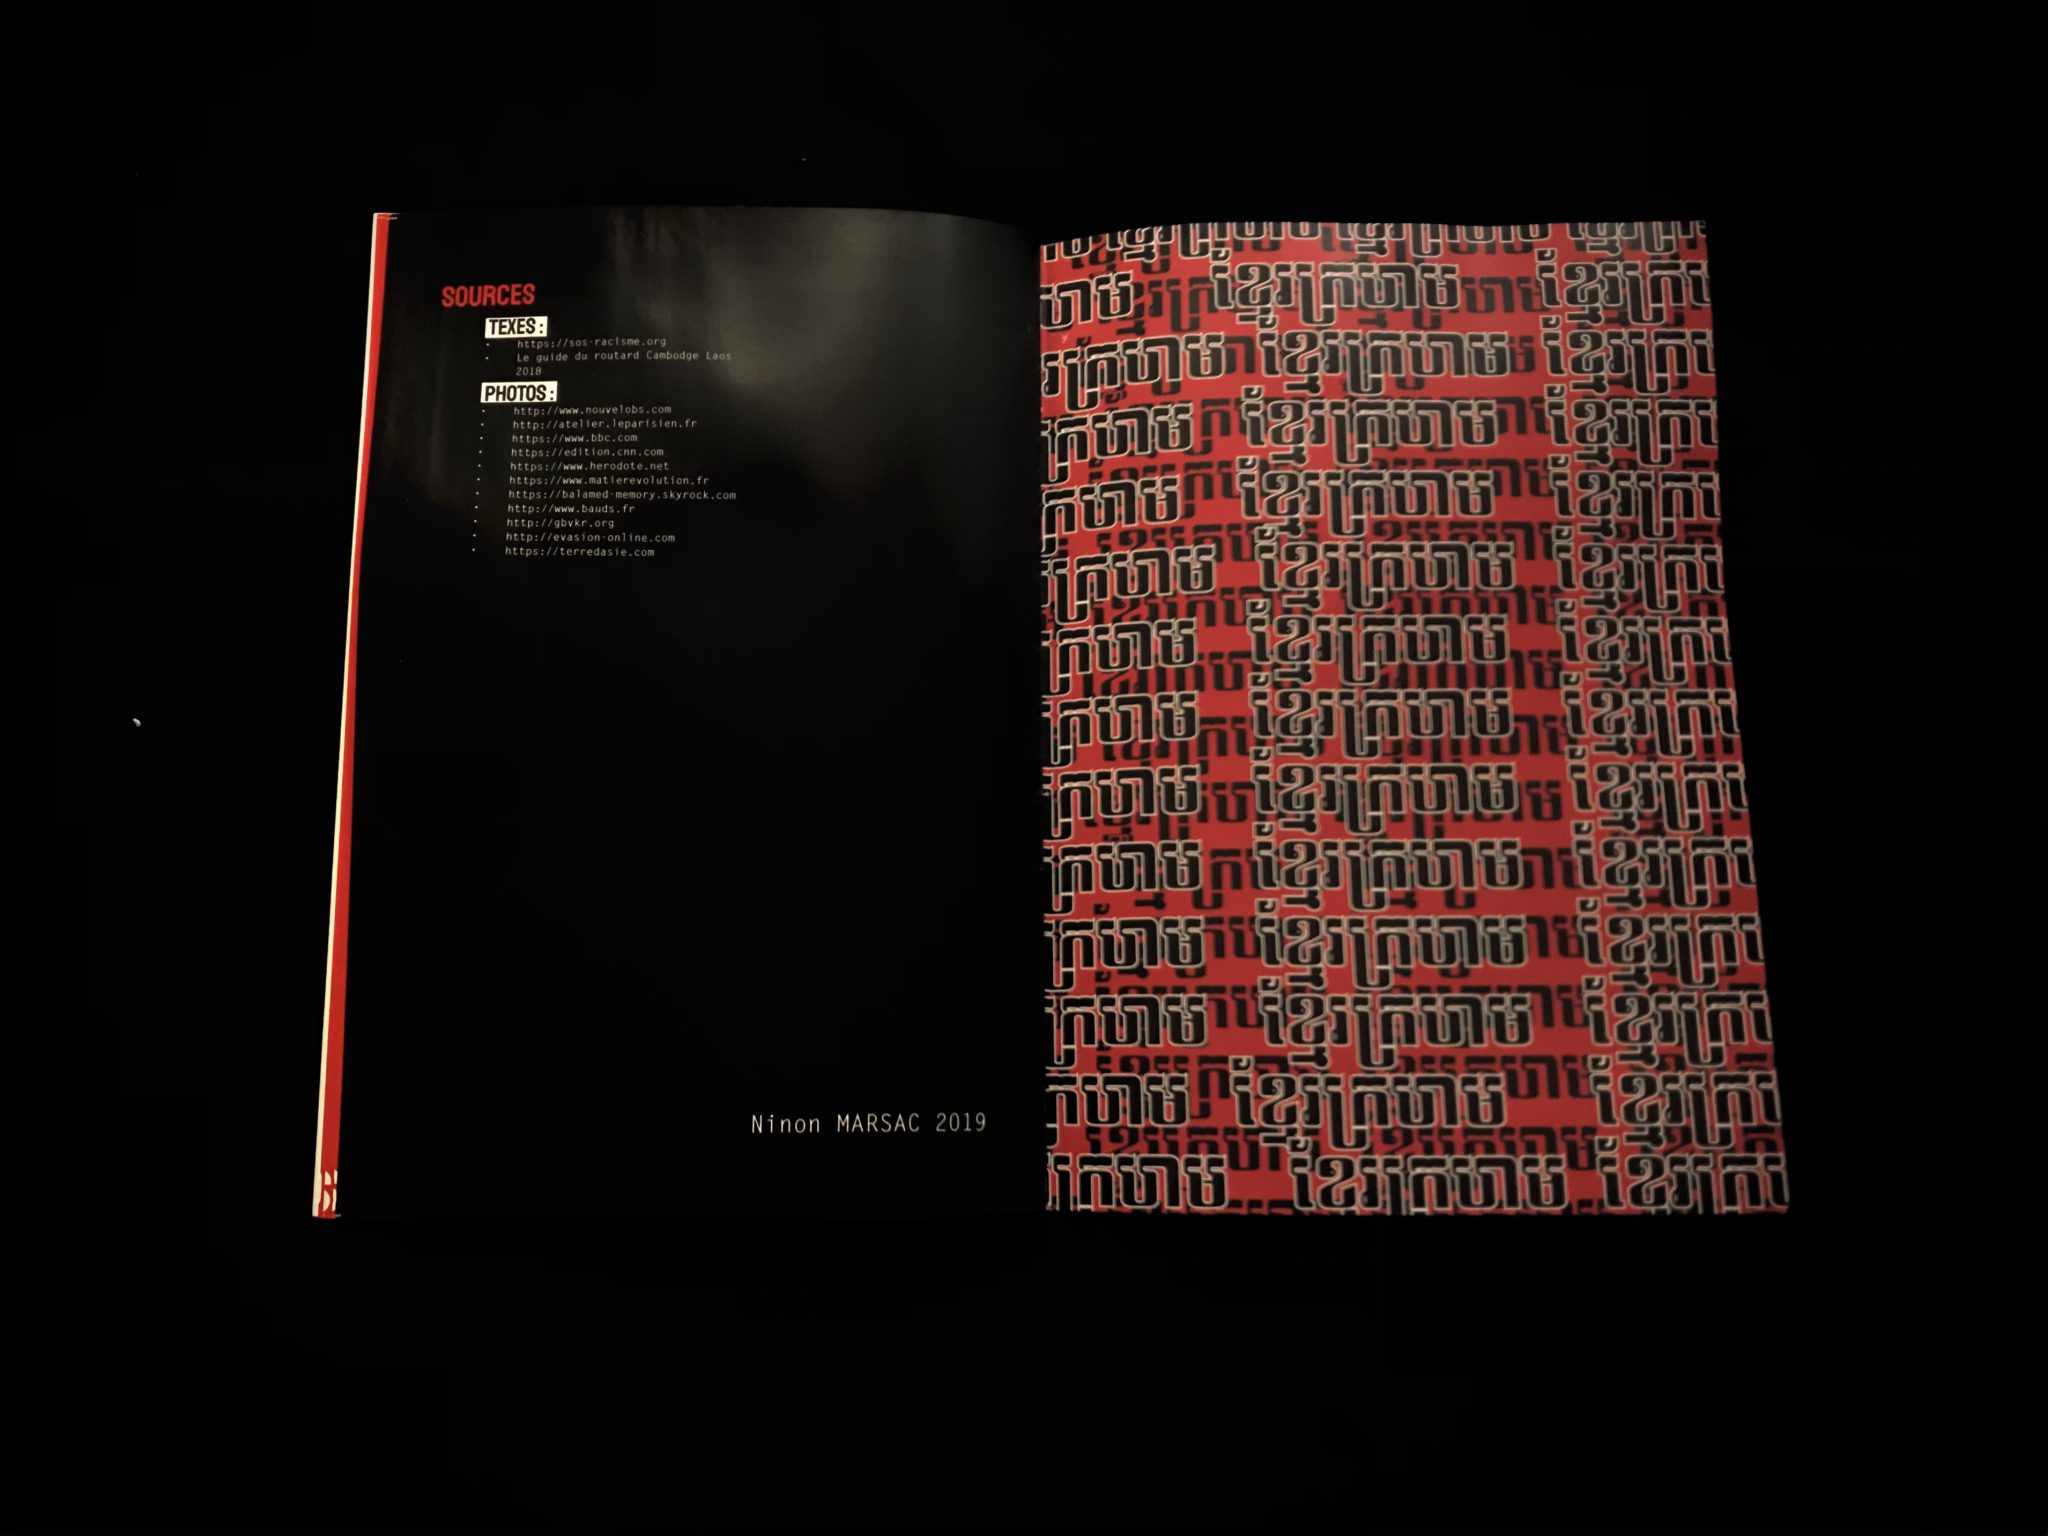 SOURCES
TEXES:
• https://sos-racisme.org
• Le guide du routard Cambodge Laos
2018
PHOTOS:
• http://www.nouvelobs.com
• http://atelier.leparisien.fr
• https://www.bbc.com
• https://edition.cnn.com
• https://www.herodote.net
• https://www.matierevolution.fr
• https://balamed-memory.skyrock.com
• http://www.bauds.fr
• http://gbvkr.org
• http://evasion-online.com
• https://terredasie.com
Ninon MARSAC 2019
ខ្មែរក្រហាម
ខ្មែរក្រហាម
ខ្មែរក្រហាម
ខ្មែរក្រហាម
ខ្មែរក្រហាម
ខ្មែរក្រហាម
ខ្មែរក្រហាម
ខ្មែរក្រហាម
ខ្មែរក្រហាម
ខ្មែរក្រហាម
ខ្មែរក្រហាម
ខ្មែរក្រហាម
ខ្មែរក្រហាម